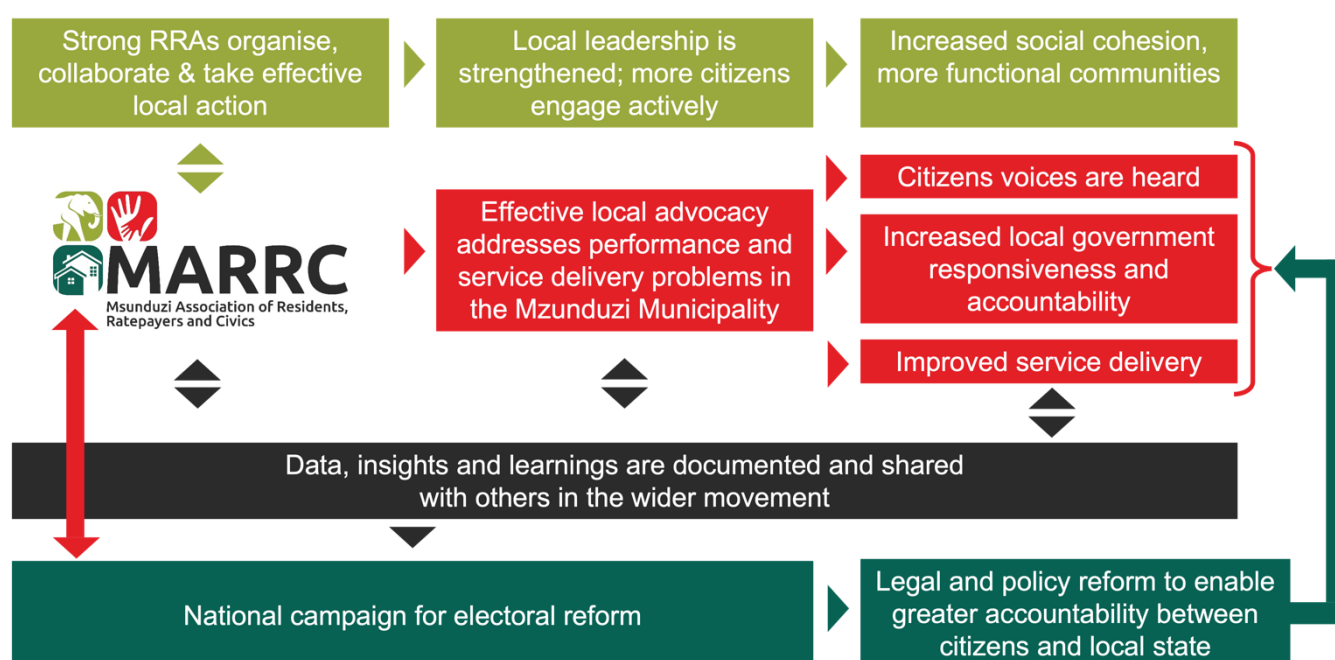 Strong RRAs organise,
collaborate & take effective
local action
Local leadership is
strengthened; more citizens
engage actively
Increased social cohesion,
more functional communities
MARRC
Msunduzi Association of Residents,
Ratepayers and Civics
Effective local advocacy
addresses performance and
service delivery problems in
the Mzunduzi Municipality
Citizens voices are heard
Increased local government
responsiveness and
accountability
Improved service delivery
Data, insights and learnings are documented and shared
with others in the wider movement
National campaign for electoral reform
Legal and policy reform to enable
greater accountability between
citizens and local state